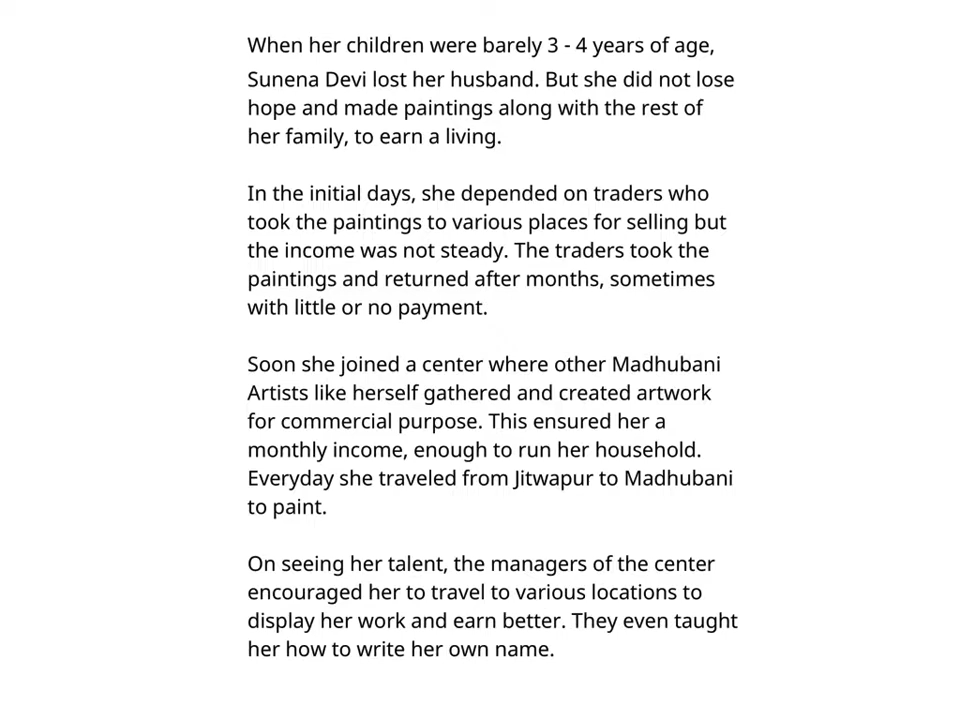 When her children were barely 3 - 4 years of age,
Sunena Devi lost her husband. But she did not lose
hope and made paintings along with the rest of
her family, to earn a living.
In the initial days, she depended on traders who
took the paintings to various places for selling but
the income was not steady. The traders took the
paintings and returned after months, sometimes
with little or no payment.
Soon she joined a center where other Madhubani
Artists like herself gathered and created artwork
for commercial purpose. This ensured her a
monthly income, enough to run her household.
Everyday she traveled from Jitwapur to Madhubani
to paint.
On seeing her talent, the managers of the center
encouraged her to travel to various locations to
display her work and earn better. They even taught
her how to write her own name.